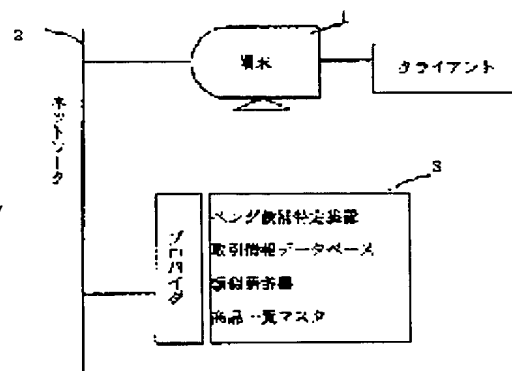 1
2
端末
クライアント
ネットワーク
3
プロバイダ
取引情報データベース
商品一覧マスタ